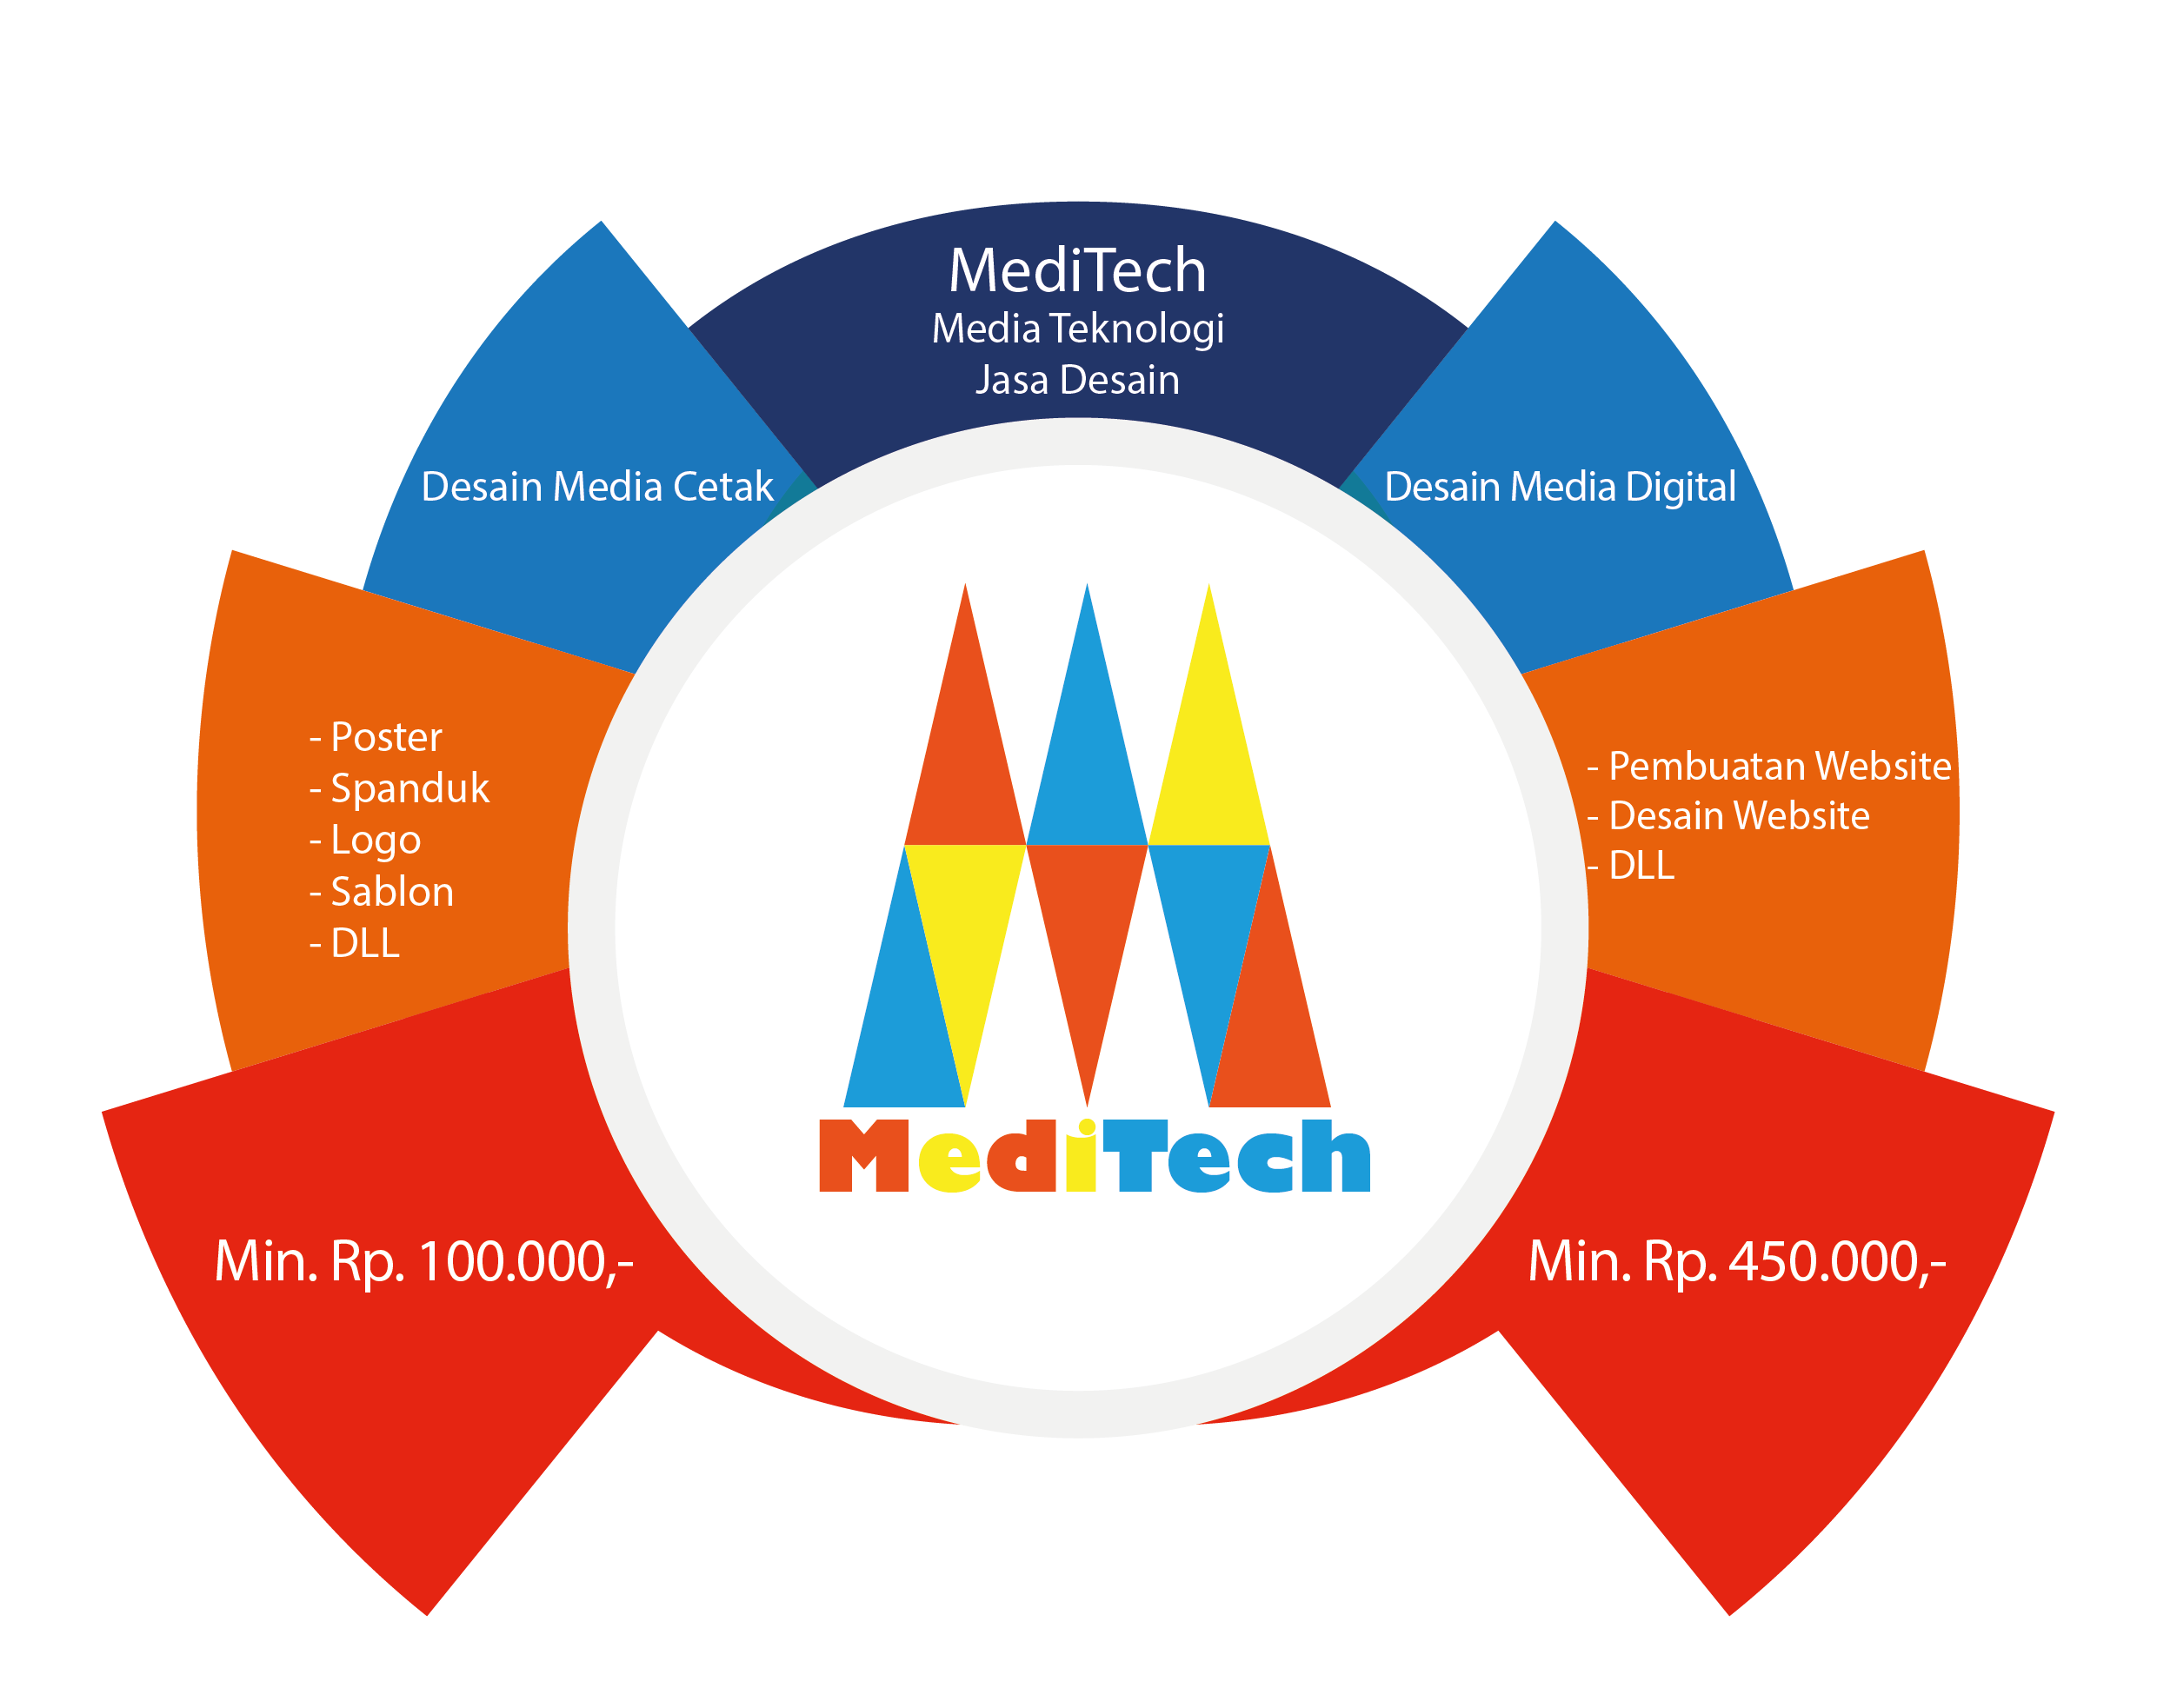 MediTech
Media Teknologi
Jasa Desain
Desain Media Cetak
Desain Media Digital
- Poster
- Spanduk
- Logo
- Sablon
- DLL
- Pembuatan Website
- Desain Website
- DLL
MediTech
Min. Rp. 100.000,-
Min. Rp. 450.000,-